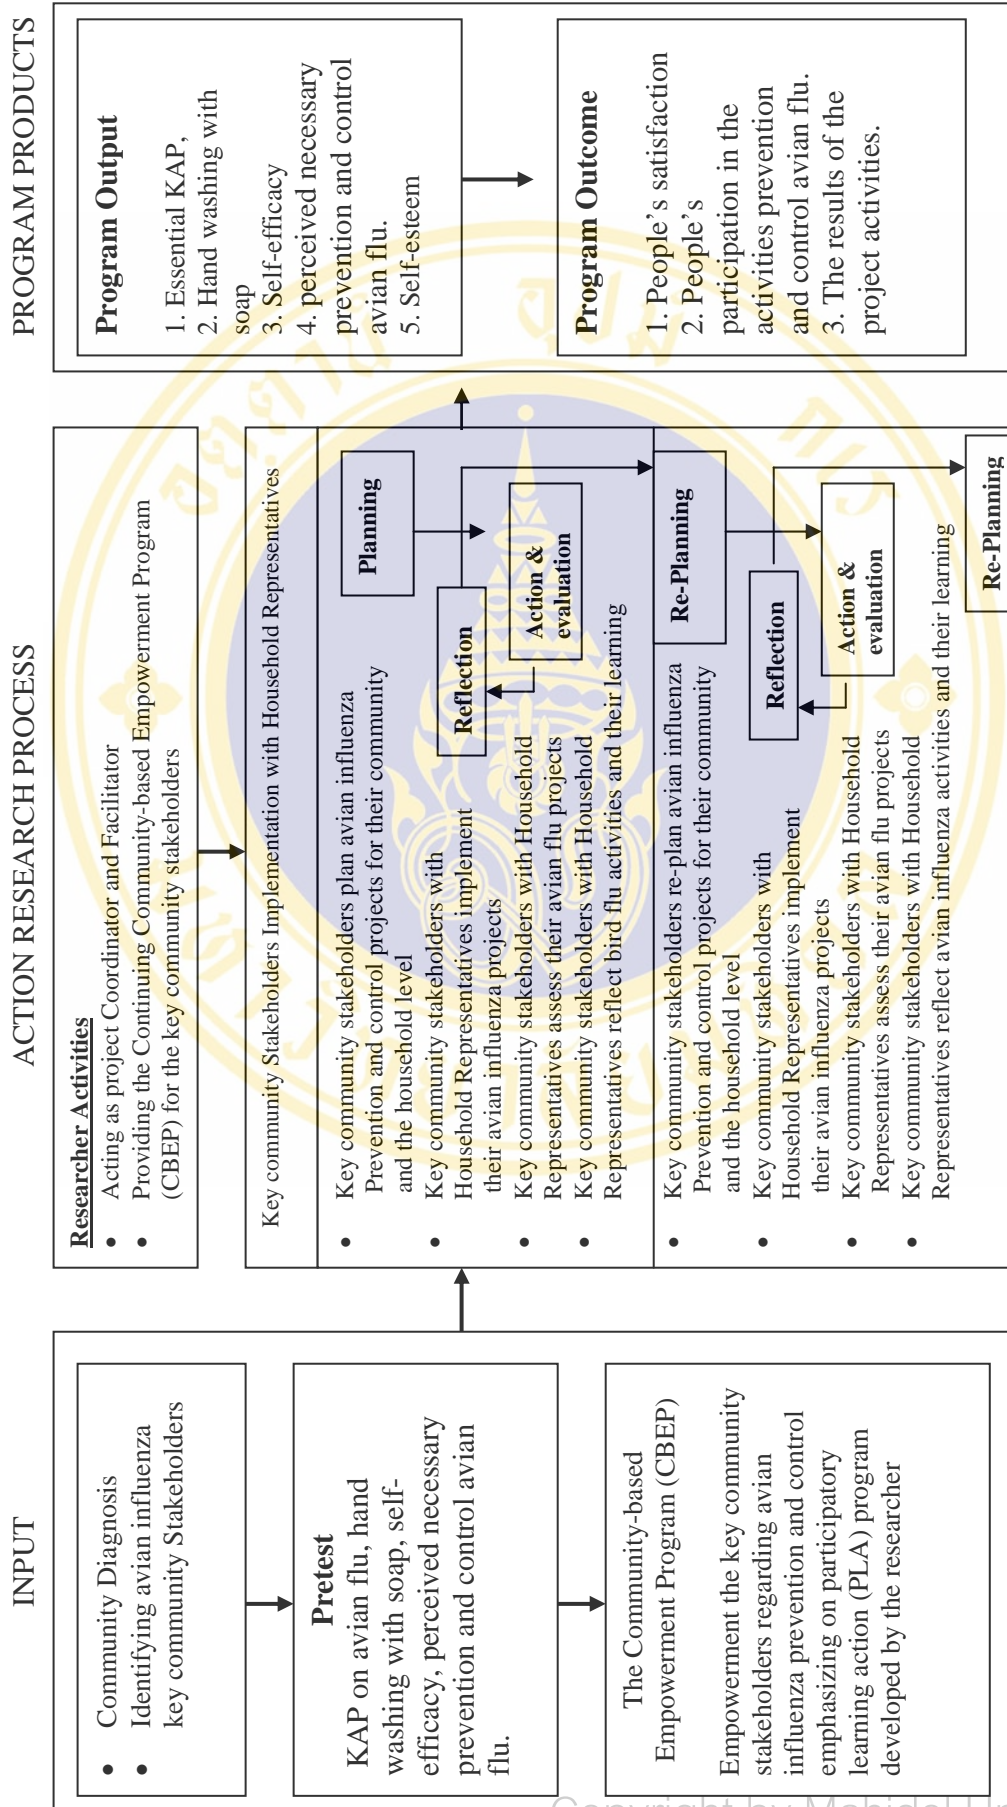 INPUT
• Community Diagnosis
• Identifying avian influenza
key community Stakeholders
Pretest
KAP on avian flu, hand
washing with soap, self-
efficacy, perceived necessary
prevention and control avian
flu.
The Community-based
Empowerment Program (CBEP)
Empowerment the key community
stakeholders regarding avian
influenza prevention and control
emphasizing on participatory
learning action (PLA) program
developed by the researcher
ACTION RESEARCH PROCESS
Researcher Activities
• Acting as project Coordinator and Facilitator
• Providing the Continuing Community-based Empowerment Program
(CBEP) for the key community stakeholders
Key community Stakeholders Implementation with Household Representatives
• Key community stakeholders plan avian influenza
Prevention and control projects for their community
and the household level
• Key community stakeholders with
Household Representatives implement
their avian influenza projects
• Key community stakeholders with Household
Representatives assess their avian flu projects
• Key community stakeholders with Household
Representatives reflect bird flu activities and their learning
Planning
Reflection
Action &
evaluation
• Key community stakeholders re-plan avian influenza
Prevention and control projects for their community
and the household level
• Key community stakeholders with
Household Representatives implement
their avian influenza projects
• Key community stakeholders with Household
Representatives assess their avian flu projects
• Key community stakeholders with Household
Representatives reflect avian influenza activities and their learning
Re-Planning
Reflection
Action &
evaluation
Re-Planning
PROGRAM PRODUCTS
Program Output
1. Essential KAP,
2. Hand washing with
soap
3. Self-efficacy
4. perceived necessary
prevention and control
avian flu.
5. Self-esteem
Program Outcome
1. People's satisfaction
2. People's
participation in the
activities prevention
and control avian flu.
3. The results of the
project activities.
Copyright by Mahidol